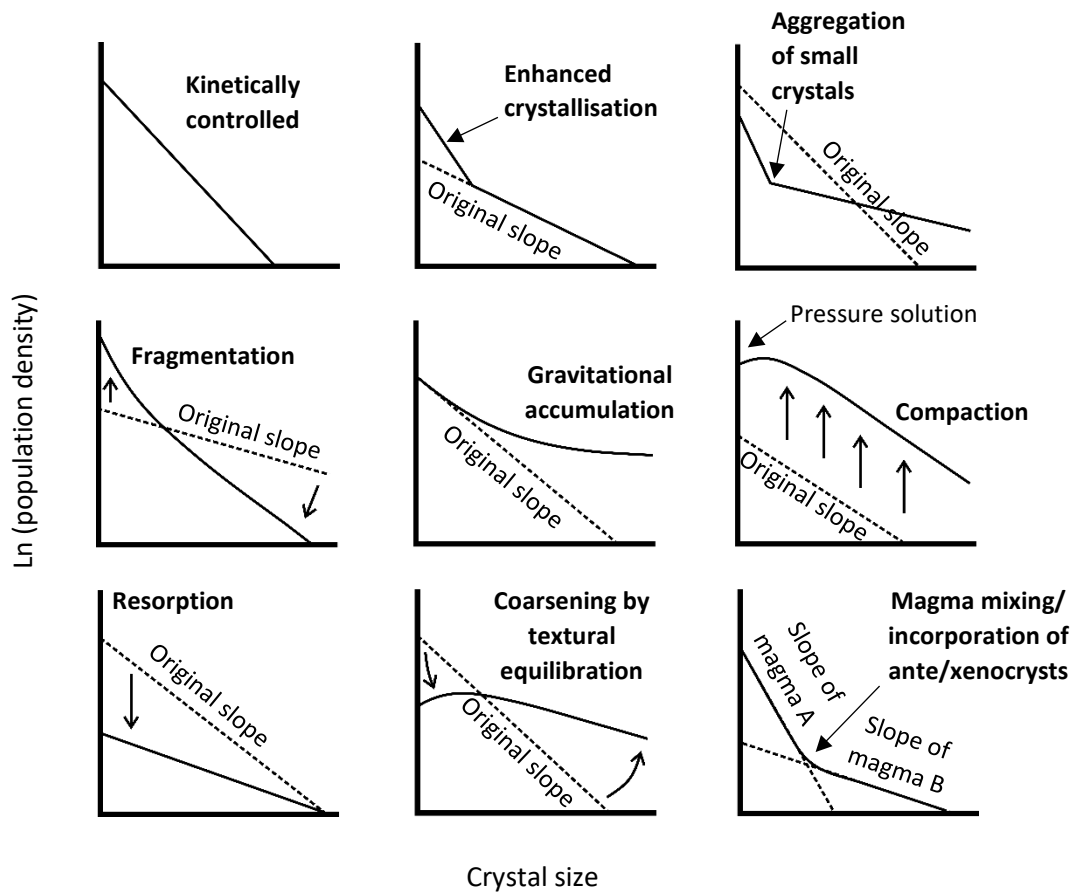 Kinetically
controlled
Enhanced
crystallisation
Original slope
Aggregation
of small
crystals
Original slope
Ln (population density)
Fragmentation
Original slope
Gravitational
accumulation
Original slope
Pressure solution
Compaction
Original slope
Resorption
Original slope
Coarsening by
textural
equilibration
Original slope
Magma mixing/
incorporation of
ante/xenocrysts
Slope of
magma A
Slope of
magma B
Crystal size